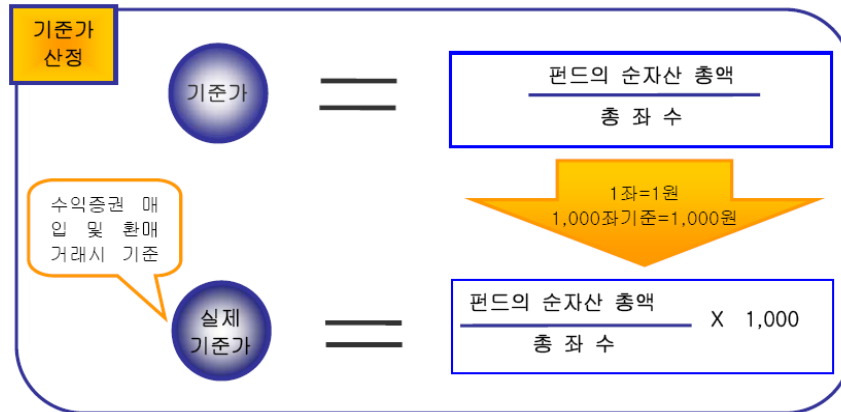 기준가
산정
기준가
펀드의 순자산 총액
총 좌 수
1좌=1원
1,000좌기준=1,000원
수익증권 매
입 및 환매
거래시 기준
실제
기준가
펀드의 순자산 총액
총 좌 수
X 1,000